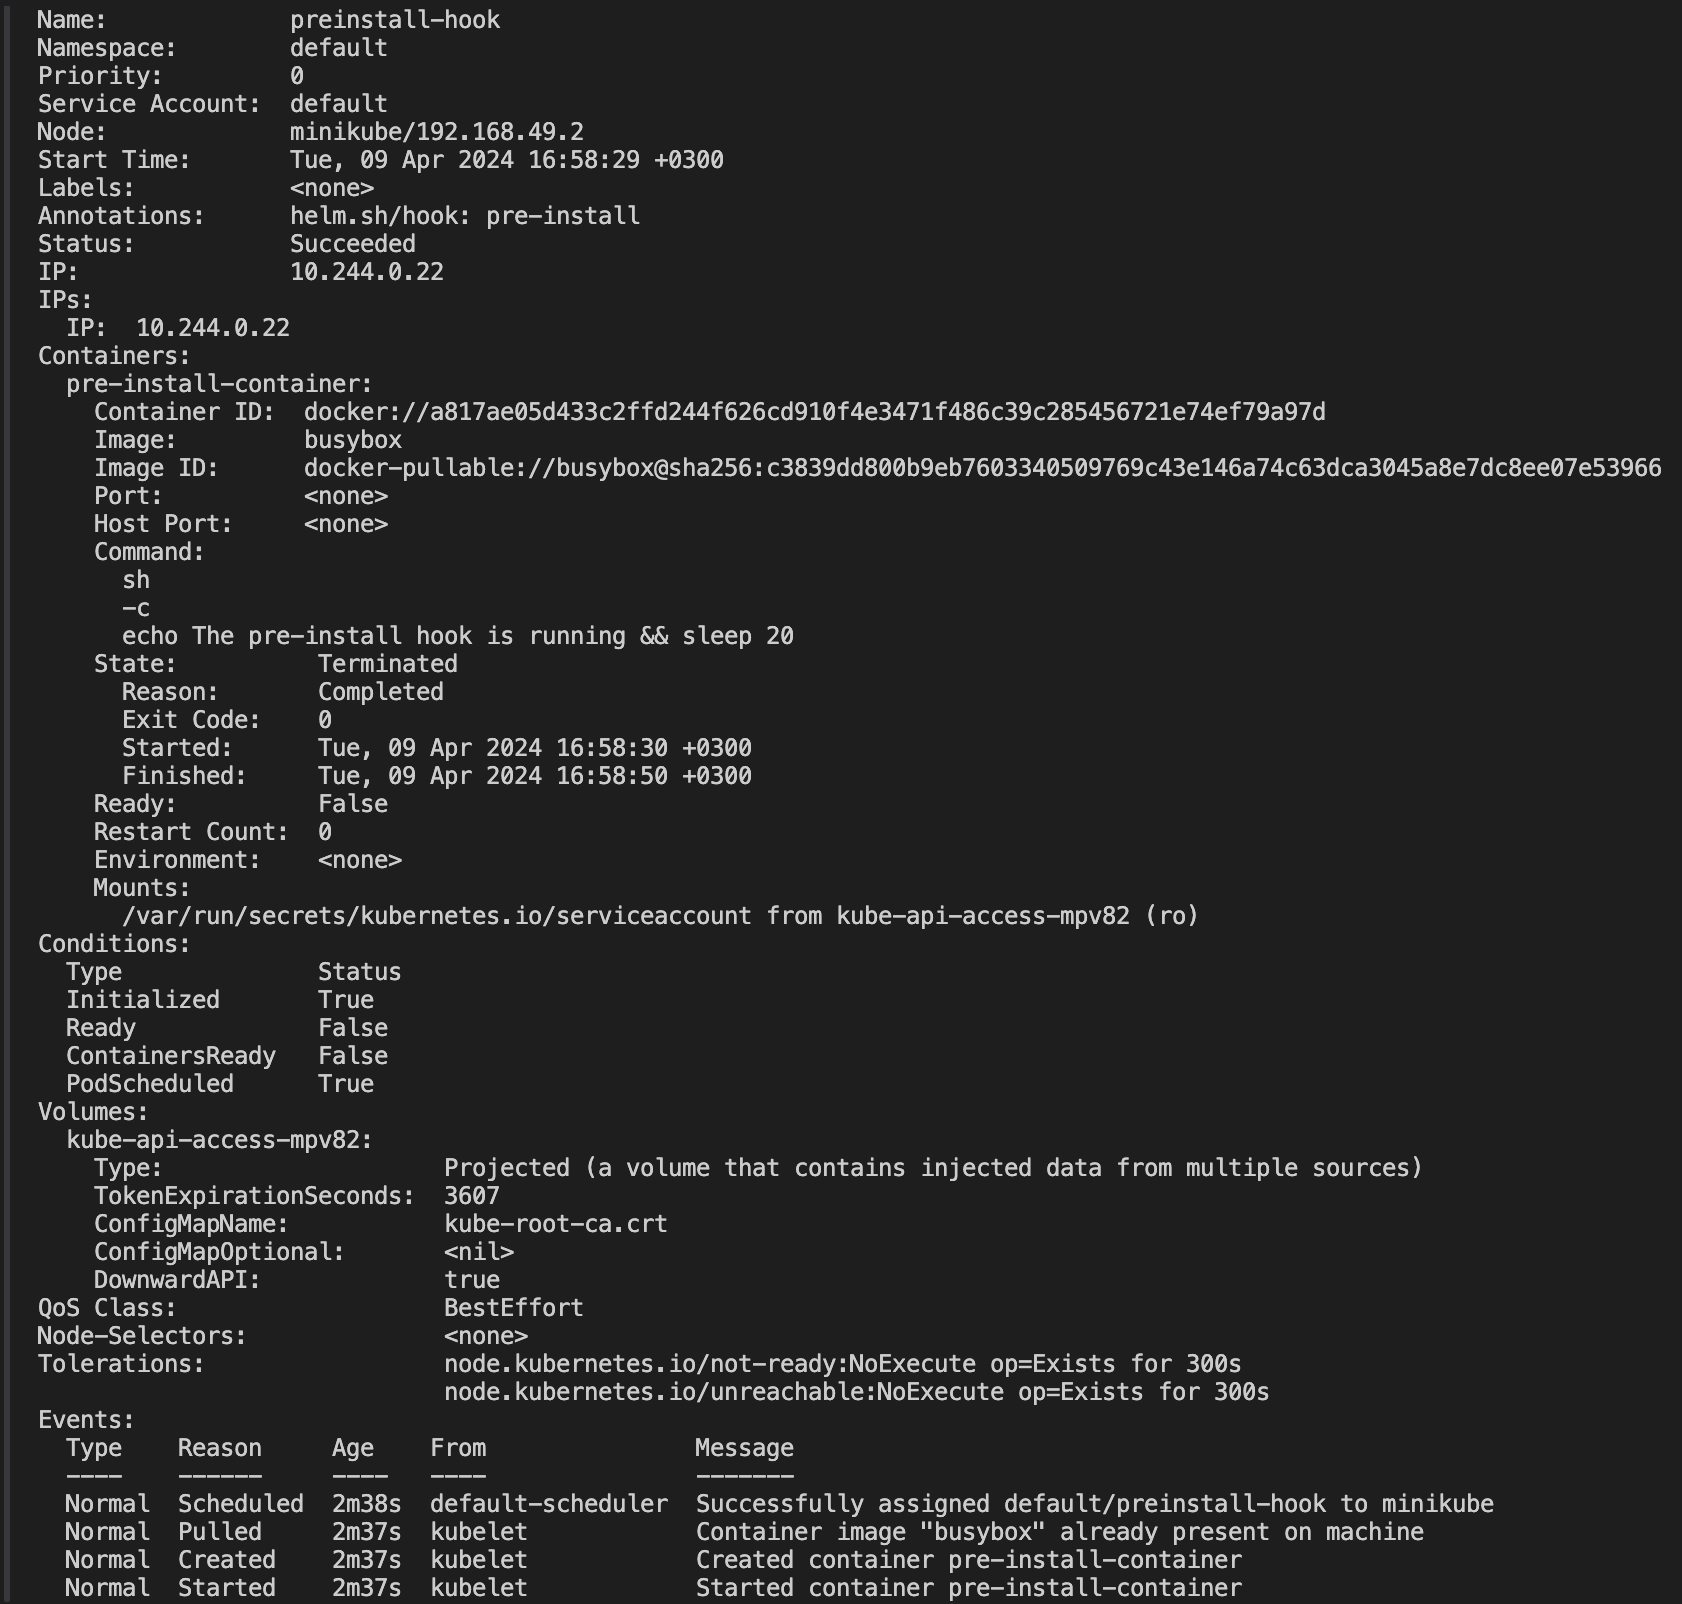 Name:             preinstall-hook
Namespace:        default
Priority:         0
Service Account:  default
Node:             minikube/192.168.49.2
Start Time:       Tue, 09 Apr 2024 16:58:29 +0300
Labels:           <none>
Annotations:      helm.sh/hook: pre-install
Status:           Succeeded
IP:               10.244.0.22
IPs:
  IP:  10.244.0.22
Containers:
  pre-install-container:
    Container ID:  docker://a817ae05d433c2ffd244f626cd910f4e3471f486c39c285456721e74ef79a97d
    Image:         busybox
    Image ID:      docker-pullable://busybox@sha256:c3839dd800b9eb7603340509769c43e146a74c63dca3045a8e7dc8ee07e53966
    Port:          <none>
    Host Port:     <none>
    Command:
      sh
      -c
      echo The pre-install hook is running && sleep 20
    State:          Terminated
      Reason:       Completed
      Exit Code:    0
      Started:      Tue, 09 Apr 2024 16:58:30 +0300
      Finished:     Tue, 09 Apr 2024 16:58:50 +0300
    Ready:          False
    Restart Count:  0
    Environment:    <none>
    Mounts:
      /var/run/secrets/kubernetes.io/serviceaccount from kube-api-access-mpv82 (ro)
Conditions:
  Type              Status
  Initialized       True
  Ready             False
  ContainersReady   False
  PodScheduled      True
Volumes:
  kube-api-access-mpv82:
    Type:                    Projected (a volume that contains injected data from multiple sources)
    TokenExpirationSeconds:  3607
    ConfigMapName:           kube-root-ca.crt
    ConfigMapOptional:       <nil>
    DownwardAPI:             true
QoS Class:                   BestEffort
Node-Selectors:              <none>
Tolerations:                 node.kubernetes.io/not-ready:NoExecute op=Exists for 300s
                             node.kubernetes.io/unreachable:NoExecute op=Exists for 300s
Events:
  Type    Reason     Age   From               Message
  ----    ------     ----  ----               -------
  Normal  Scheduled  2m38s  default-scheduler  Successfully assigned default/preinstall-hook to minikube
  Normal  Pulled     2m37s  kubelet            Container image "busybox" already present on machine
  Normal  Created    2m37s  kubelet            Created container pre-install-container
  Normal  Started    2m37s  kubelet            Started container pre-install-container